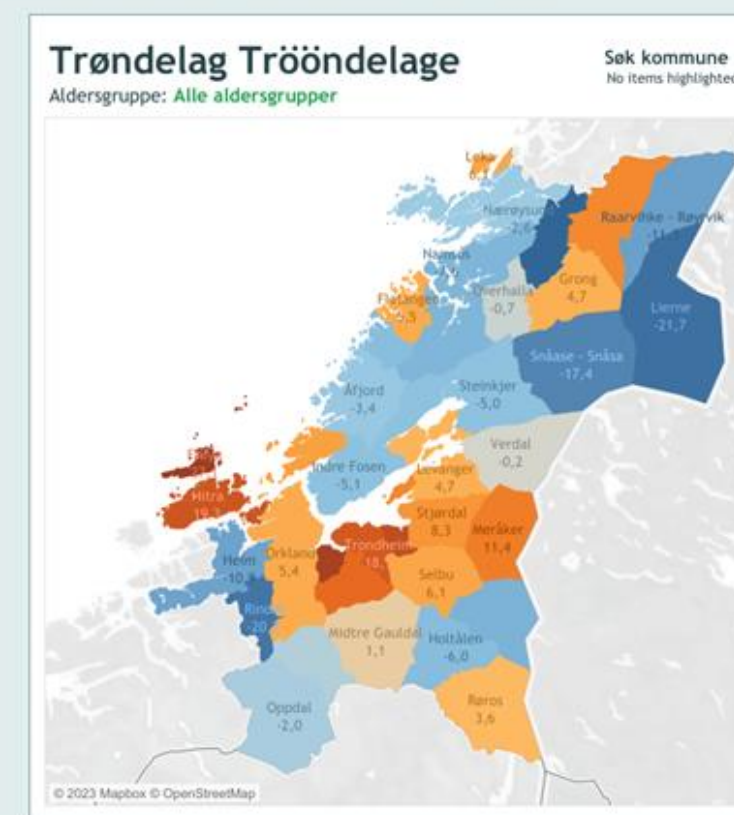 Trøndelag Trööndelage
Søk kommune
No items highlighted
Aldersgruppe: Alle aldersgrupper
Leka
Nærøysund
-2,6
Raarvihke - Røyrvik
Namsos
Overhalla
-0,7
Grong
4,7
Flatanger
Lierne
-21,7
Snåase - Snåsa
-17,4
Åfjord
-3,4
Steinkjer
-5,0
Verdal
-0,2
Indre Fosen
-5,1
Levanger
4,7
Hitra
19,3
Stjørdal
8,3
Meråker
11,4
Orkland
5,4
Trondheim
Heim
Selbu
6,1
Rindal
-20
Midtre Gauldal
1,1
Holtålen
-6,0
Oppdal
-2,0
Røros
3,6
© 2023 Mapbox © OpenStreetMap